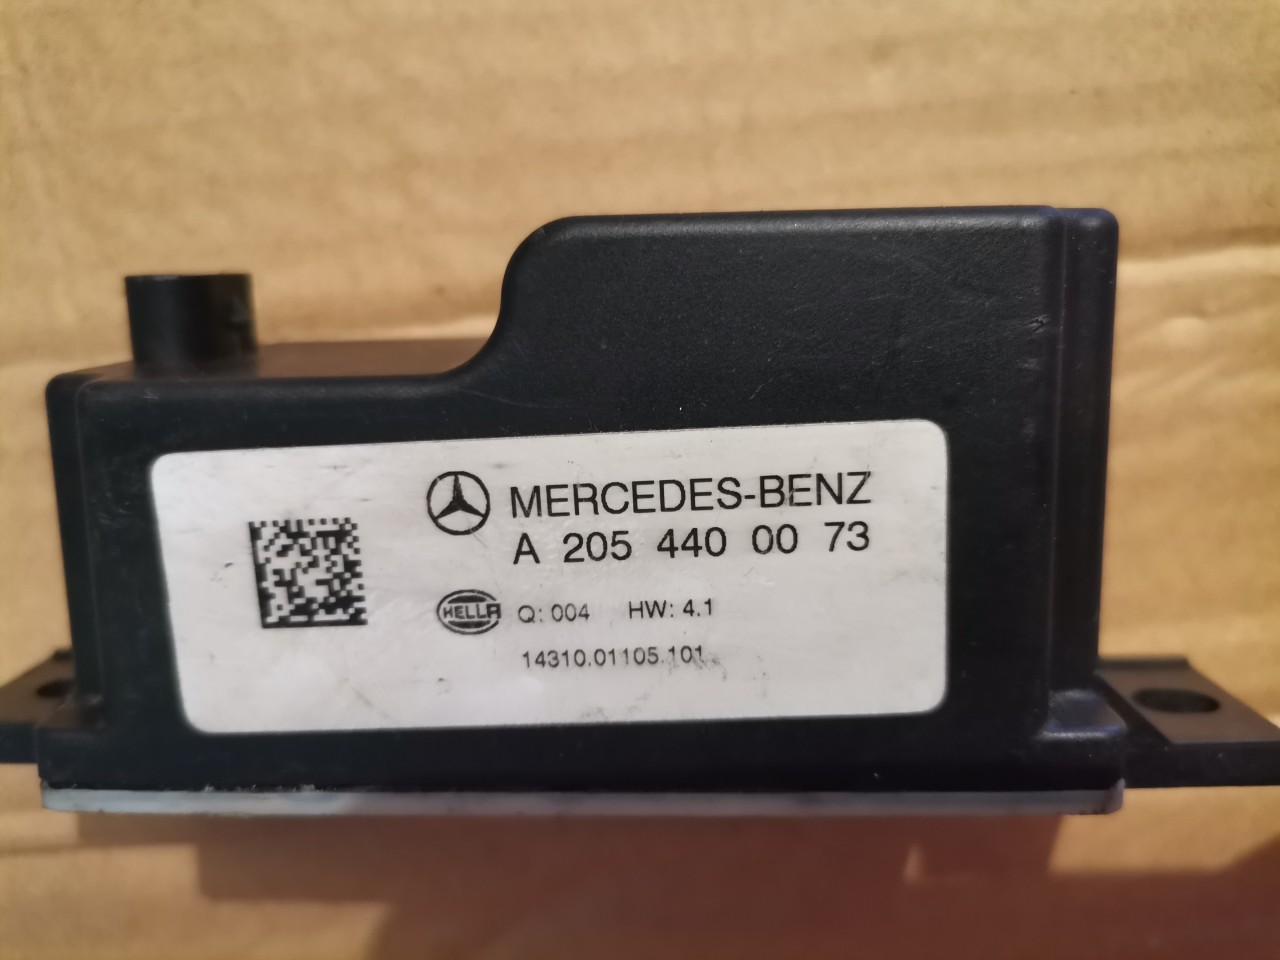 MERCEDES-BENZ
A 205 440 00 73
HELLA Q: 004 HW: 4.1
14310.01105.101